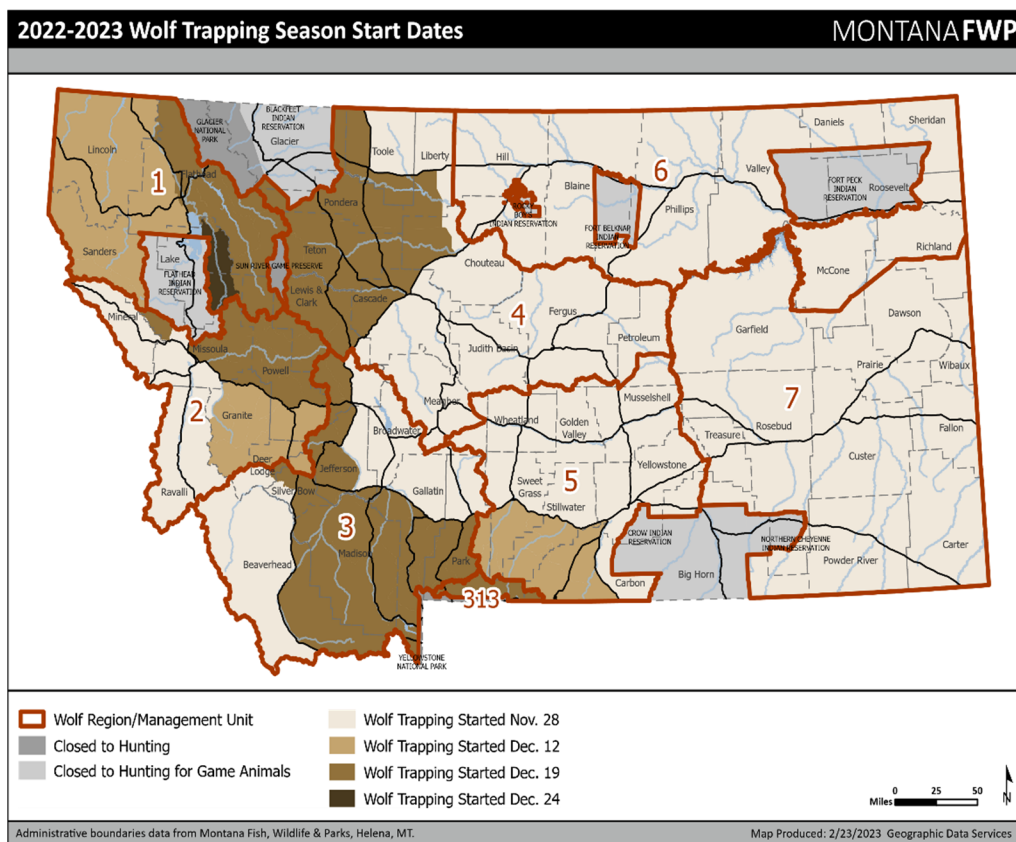 2022-2023 Wolf Trapping Season Start Dates
MONTANA FWP
BLACKFEET
INDIAN
RESERVATION
GLACIER
NATIONAL
PARK
Glacier
Lincoln
1
Flathead
Toole
Liberty
Hill
Blaine
6
Daniels
Sheridan
Valley
FORT PECK
INDIAN
RESERVATION
Roosevelt
Phillips
ROCKY
BOYS
INDIAN RESERVATION
FORT BELKNAP
INDIAN
RESERVATION
Pondera
Teton
Sanders
Lake
FLATHEAD
INDIAN
RESERVATION
SUN RIVER GAME PRESERVE
Lewis &
Clark
Cascade
Chouteau
4
Fergus
Judith Basin
Petroleum
Richland
McCone
Garfield
Dawson
Prairie
Wibaux
7
Mineral
Missoula
Powell
2
Granite
Deer
Lodge
Ravalli
Silver Bow
Jefferson
Broadwater
Meagher
Wheatland
Golden
Valley
Musselshell
Treasure
Rosebud
Fallon
Custer
Gallatin
Sweet
Grass
5
Yellowstone
Stillwater
3
Madison
Park
Beaverhead
313
YELLOWSTONE
NATIONAL PARK
Carbon
CROW INDIAN
RESERVATION
Big Horn
NORTHERN CHEYENNE
INDIAN RESERVATION
Powder River
Carter
Wolf Region/Management Unit
Closed to Hunting
Closed to Hunting for Game Animals
Wolf Trapping Started Nov. 28
Wolf Trapping Started Dec. 12
Wolf Trapping Started Dec. 19
Wolf Trapping Started Dec. 24
0 25 50
Miles
N
Administrative boundaries data from Montana Fish, Wildlife & Parks, Helena, MT.
Map Produced: 2/23/2023 Geographic Data Services